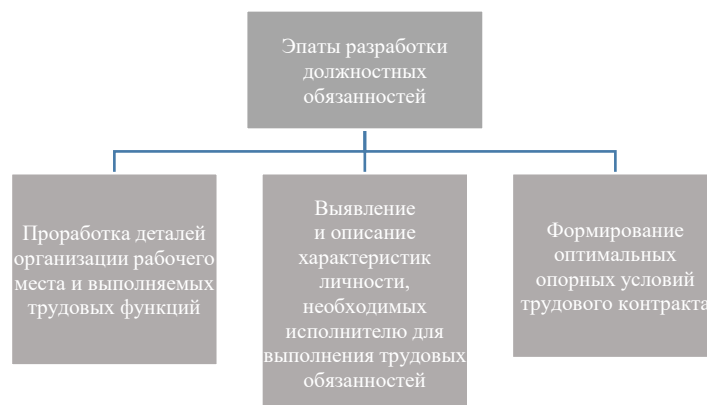 Эпаты разработки
должностных
обязанностей
Проработка деталей
организации рабочего
места и выполняемых
трудовых функций
Выявление
и описание
характеристик
личности,
необходимых
исполнителю для
выполнения трудовых
обязанностей
Формирование
оптимальных
опорных условий
трудового контракта